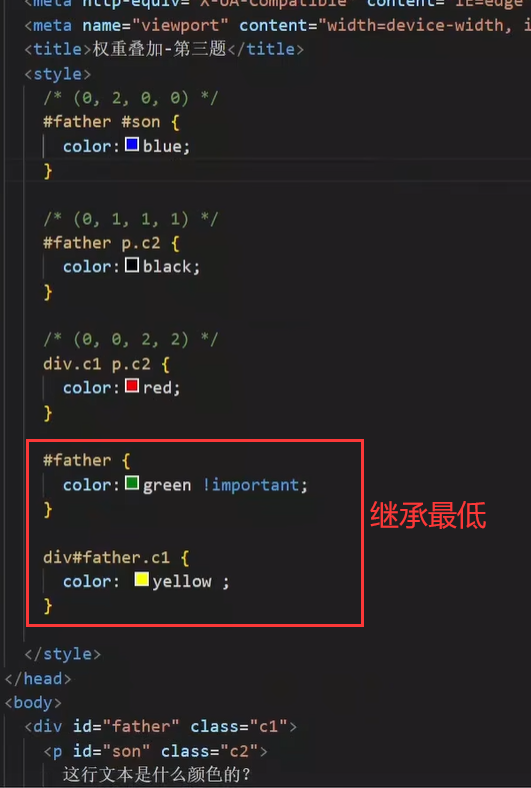 <meta http-equiv="X-UA-Compatible" content="IE=edge
<meta name="viewport" content="width=device-width, i
<title>权重叠加-第三题</title>
<style>
/* (0, 2, 0, 0) */
#father #son {
color:blue;
}
/* (0, 1, 1, 1) */
#father p.c2 {
color:black;
}
/* (0, 0, 2, 2) */
div.c1 p.c2 {
color:red;
}
#father {
color:green !important;
}
继承最低
div#father.c1 {
color: yellow ;
}
</style>
</head>
<body>
<div id="father" class="c1">
<p id="son" class="c2">
这行文本是什么颜色的？